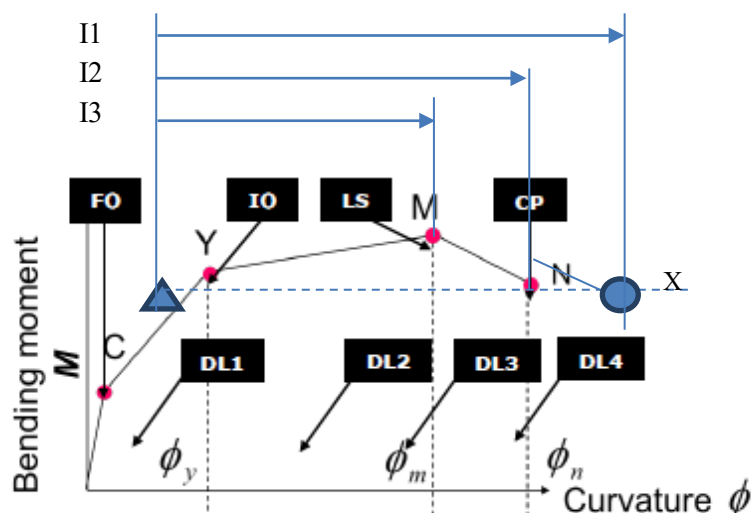 I1
I2
I3
FO
IO
LS
M
CP
Y
N
X
C
DL1
DL2
DL3
DL4
Bending moment M
ϕy
ϕm
ϕn
Curvature ϕ